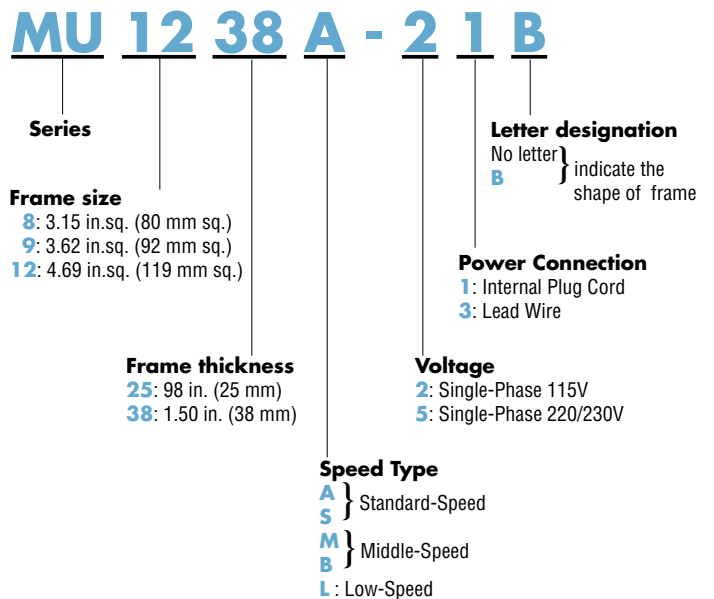 MU 12 38 A - 2 1 B
Series
Frame size
8: 3.15 in.sq. (80 mm sq.)
9: 3.62 in.sq. (92 mm sq.)
12: 4.69 in.sq. (119 mm sq.)
Frame thickness
25: 98 in. (25 mm)
38: 1.50 in. (38 mm)
Speed Type
A
S
} Standard-Speed
M
B
} Middle-Speed
L : Low-Speed
Voltage
2: Single-Phase 115V
5: Single-Phase 220/230V
Power Connection
1: Internal Plug Cord
3: Lead Wire
Letter designation
No letter
B
} indicate the
shape of frame